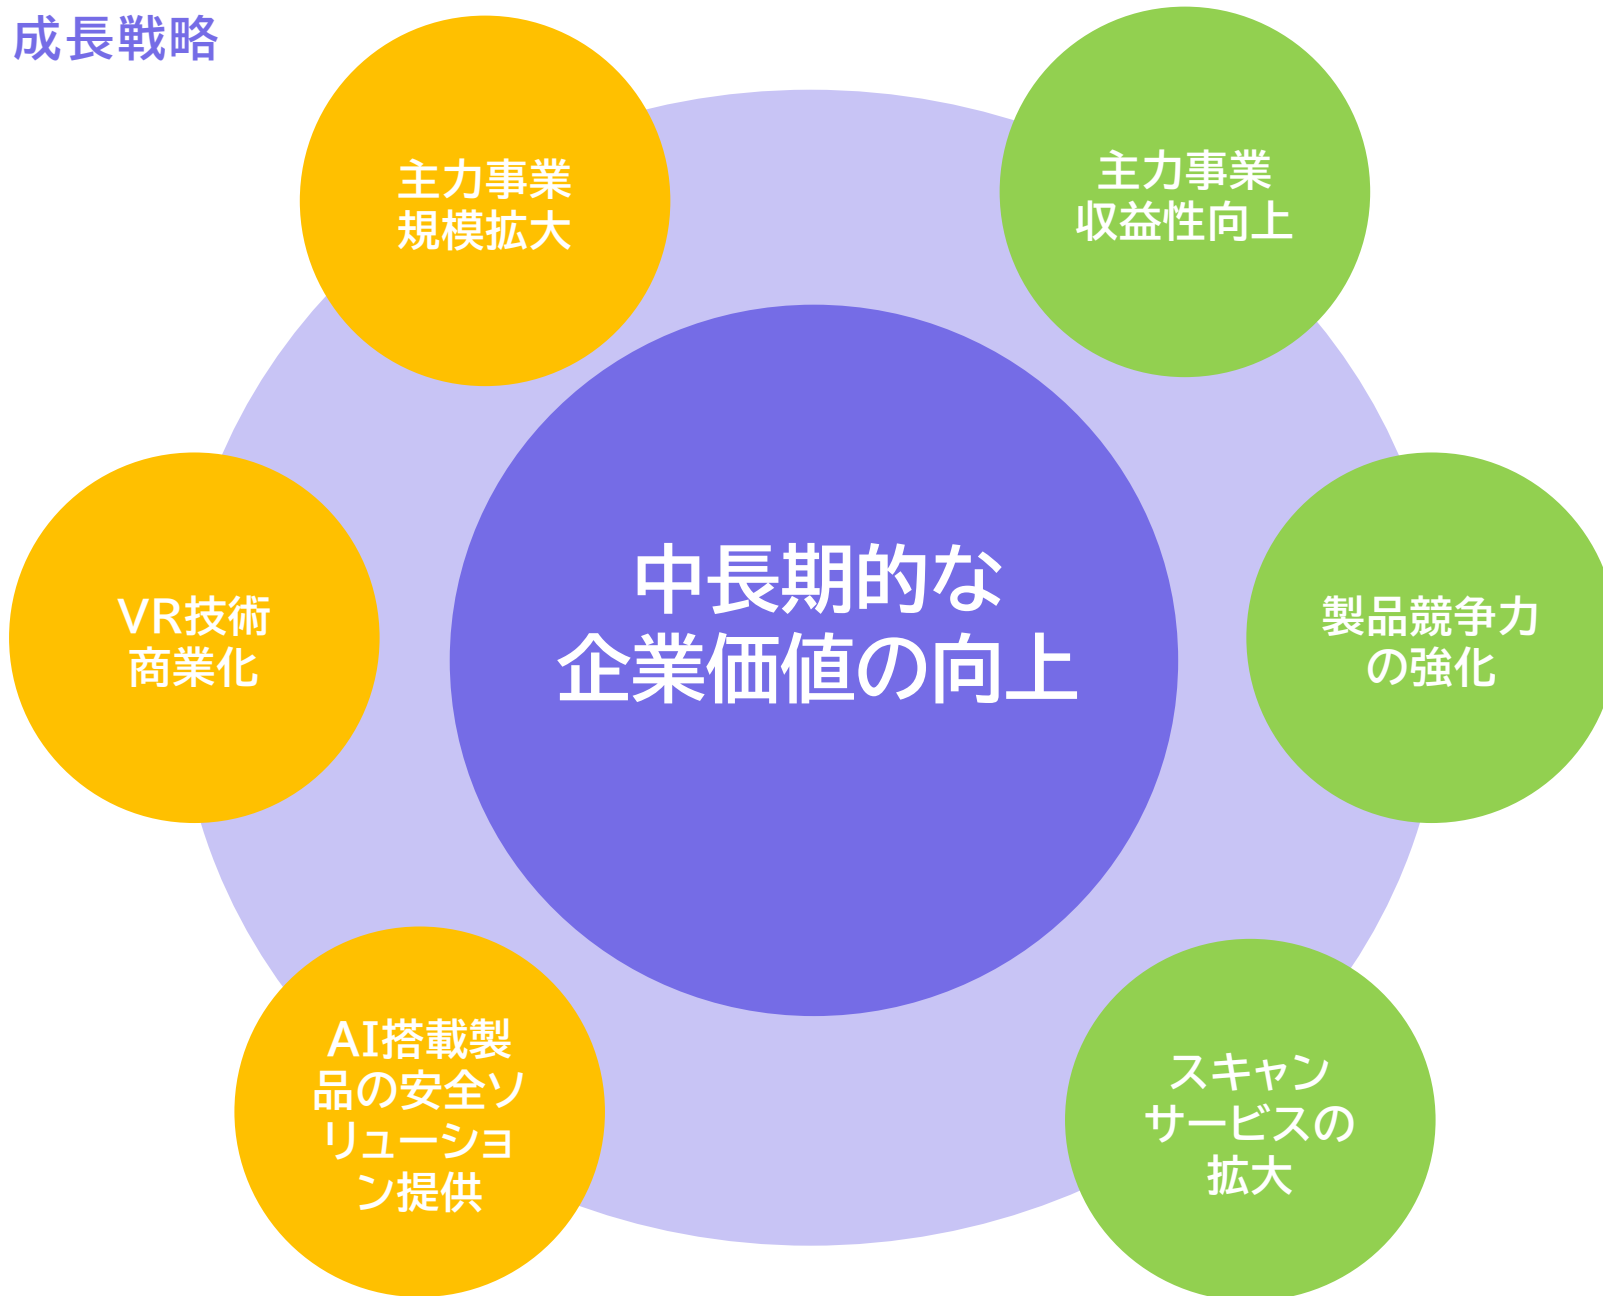 成長戦略
主力事業
規模拡大
主力事業
収益性向上
中長期的な
企業価値の向上
VR技術
商業化
製品競争力
の強化
AI搭載製
品の安全ソ
リューショ
ン提供
スキャン
サービスの
拡大